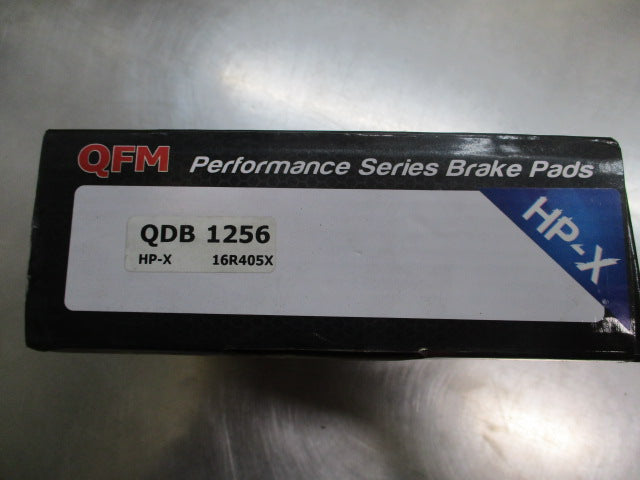 QFM Performance Series Brake Pads
HP-X
QDB 1256
HP-X 16R405X